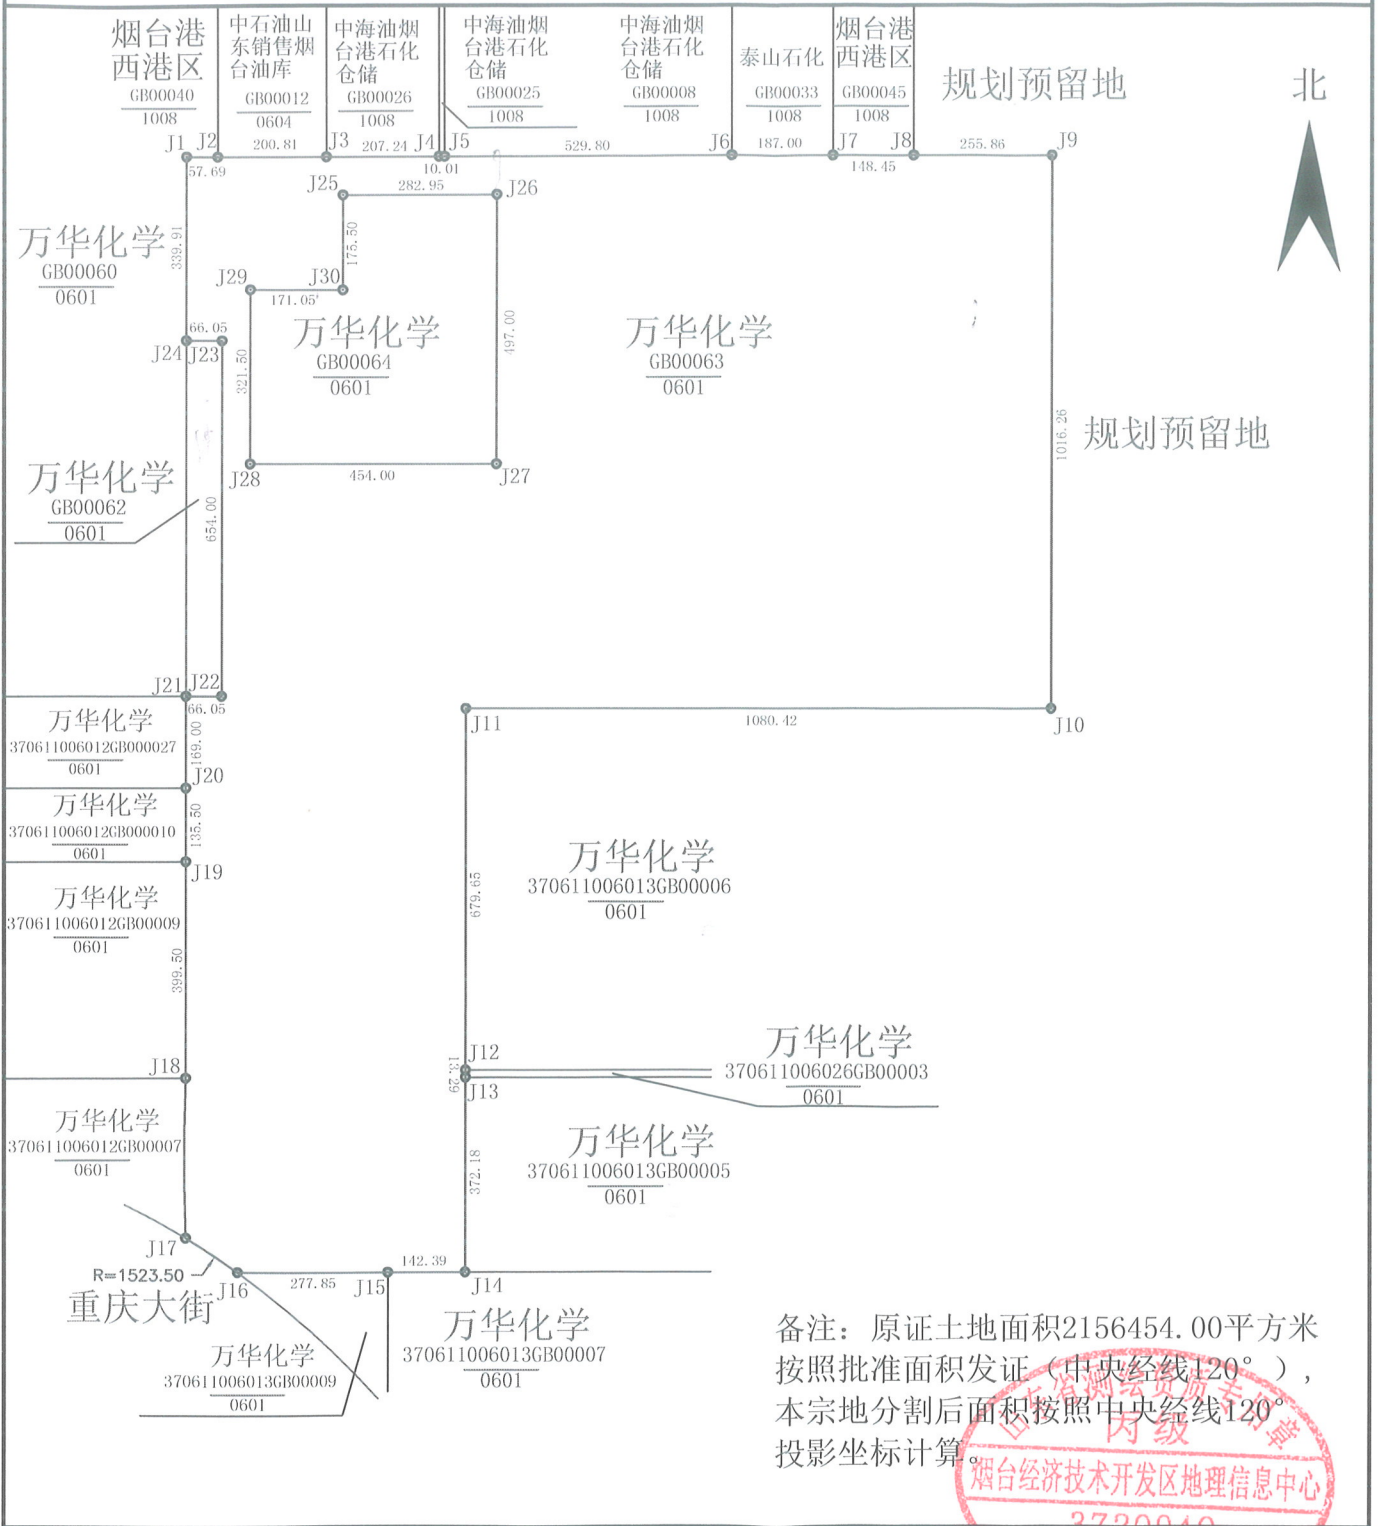 烟台港
西港区
GB00040
1008
中石油山
东销售烟
台油库
GB00012
0604
中海油烟
台港石化
仓储
GB00026
1008
中海油烟
台港石化
仓储
GB00025
1008
中海油烟
台港石化
仓储
GB00008
1008
泰山石化
GB00033
1008
烟台港
西港区
GB00045
1008
规划预留地
北
J1
J2
200.81
J3
207.24
J4
J5
529.80
J6
187.00
J7
J8
255.86
J9
57.69
10.01
148.45
J25
282.95
J26
175.50
万华化学
GB00060
0601
339.91
J29
J30
171.05
万华化学
GB00064
0601
497.00
万华化学
GB00063
0601
66.05
J24
J23
321.50
1016.26
规划预留地
J28
454.00
J27
万华化学
GB00062
0601
654.00
J21
J22
66.05
万华化学
370611006012GB000027
0601
169.00
J11
1080.42
J10
J20
万华化学
370611006012GB000010
0601
135.50
J19
万华化学
370611006012GB00009
0601
399.50
万华化学
370611006013GB00006
0601
679.65
J18
J12
13.29
J13
万华化学
370611006026GB00003
0601
万华化学
370611006012GB00007
0601
万华化学
370611006013GB00005
0601
372.18
J17
R=1523.50
J16
277.85
J15
142.39
J14
重庆大街
万华化学
370611006013GB00009
0601
万华化学
370611006013GB00007
0601
备注：原证土地面积2156454.00平方米
按照批准面积发证（中央经线120°），
本宗地分割后面积按照中央经线120°
投影坐标计算。
山东省测绘资质专用章
丙级
烟台经济技术开发区地理信息中心